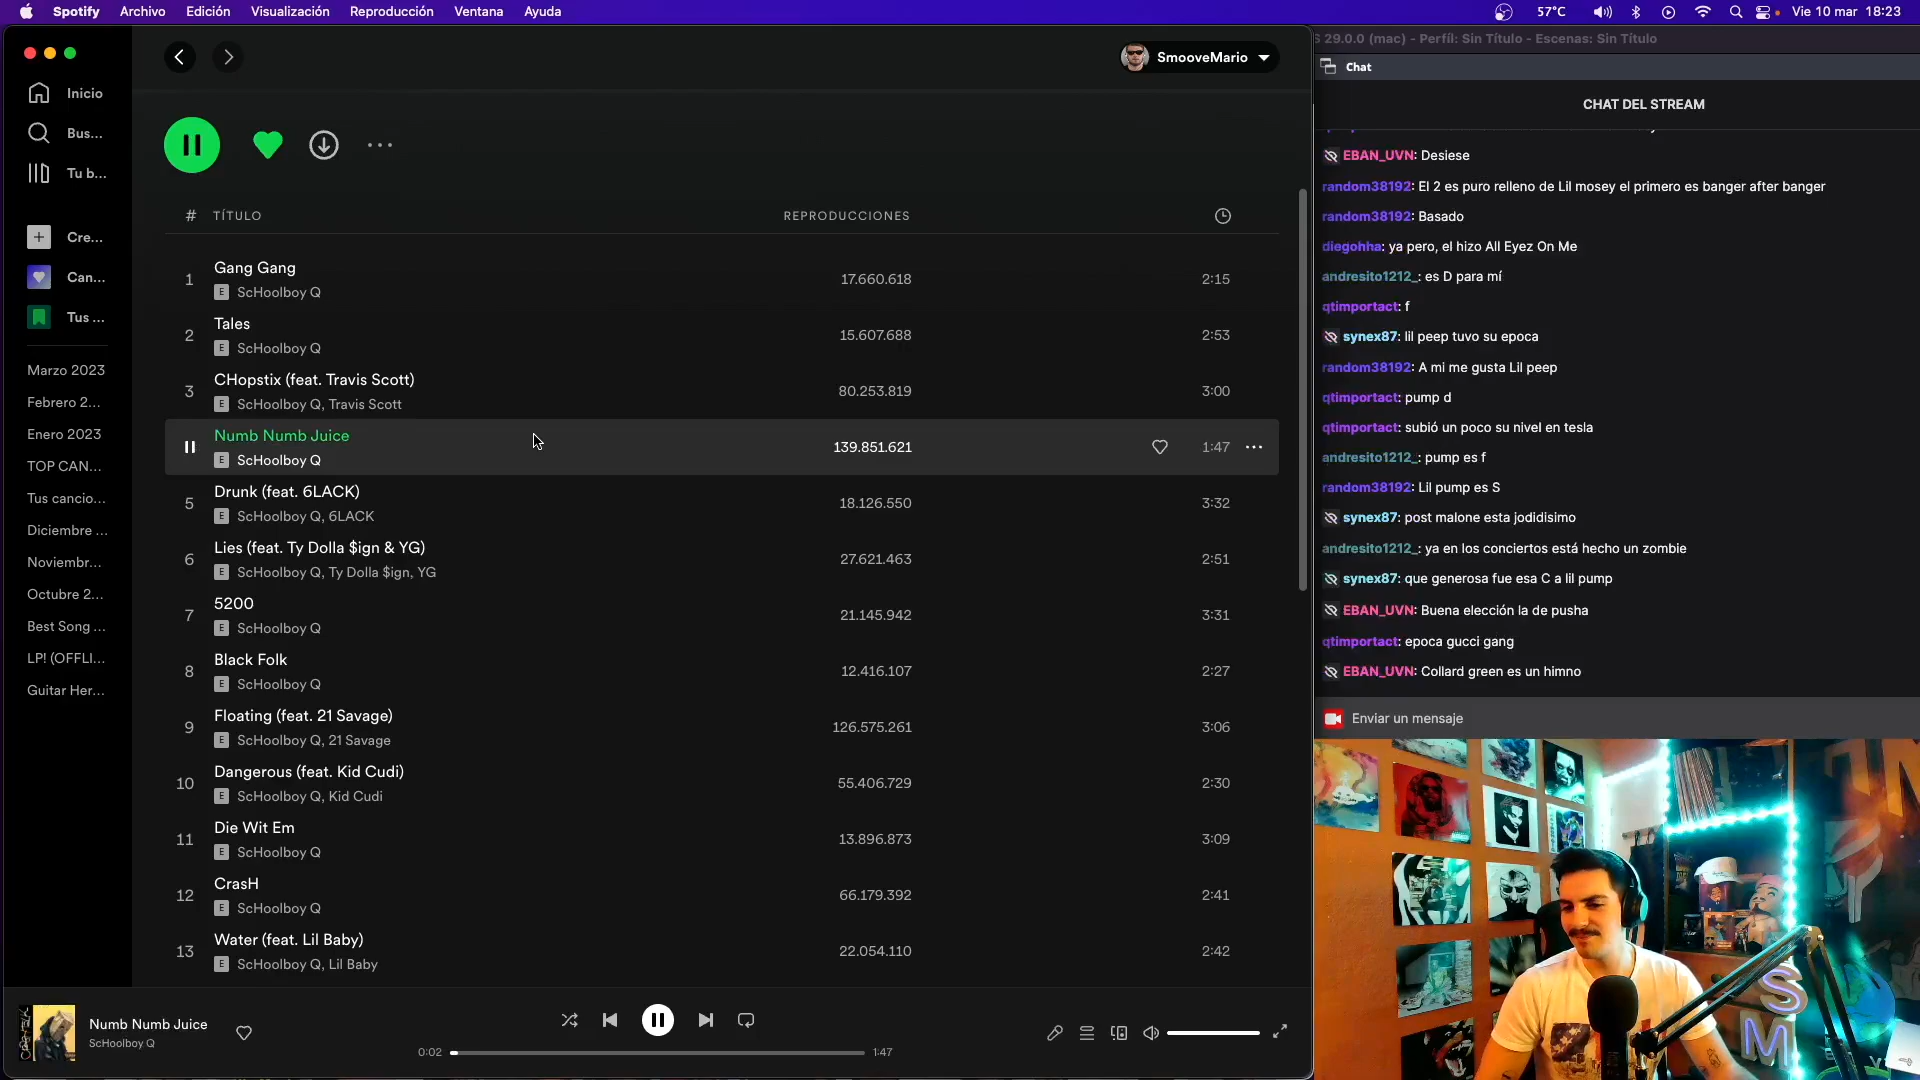 Spotify Archivo Edición Visualización Reproducción Ventana Ayuda
57°C
Vie 10 mar 18:23
S 29.0.0 (mac) - Perfil: Sin Título - Escenas: Sin Título
Inicio
Bus...
Tu b...
Cre...
Can...
Tus ...
Marzo 2023
Febrero 2...
Enero 2023
TOP CAN...
Tus cancio...
Diciembre ...
Noviembr...
Octubre 2...
Best Song ...
LP! (OFFLI...
Guitar Her...
SmooveMario
# TÍTULO REPRODUCCIONES
1 Gang Gang 17.660.618 2:15
E ScHoolboy Q
2 Tales 15.607.688 2:53
E ScHoolboy Q
3 CHopstix (feat. Travis Scott) 80.253.819 3:00
E ScHoolboy Q, Travis Scott
Numb Numb Juice 139.851.621 1:47
E ScHoolboy Q
5 Drunk (feat. 6LACK) 18.126.550 3:32
E ScHoolboy Q, 6LACK
6 Lies (feat. Ty Dolla $ign & YG) 27.621.463 2:51
E ScHoolboy Q, Ty Dolla $ign, YG
7 5200 21.145.942 3:31
E ScHoolboy Q
8 Black Folk 12.416.107 2:27
E ScHoolboy Q
9 Floating (feat. 21 Savage) 126.575.261 3:06
E ScHoolboy Q, 21 Savage
10 Dangerous (feat. Kid Cudi) 55.406.729 2:30
E ScHoolboy Q, Kid Cudi
11 Die Wit Em 13.896.873 3:09
E ScHoolboy Q
12 CrasH 66.179.392 2:41
E ScHoolboy Q
13 Water (feat. Lil Baby) 22.054.110 2:42
E ScHoolboy Q, Lil Baby
Numb Numb Juice
ScHoolboy Q
0:02 1:47
Chat
CHAT DEL STREAM
EBAN_UVN: Desiese
random38192: El 2 es puro relleno de Lil mosey el primero es banger after banger
random38192: Basado
diegohha: ya pero, el hizo All Eyez On Me
andresito1212_: es D para mí
qtimportact: f
synex87: lil peep tuvo su epoca
random38192: A mi me gusta Lil peep
qtimportact: pump d
qtimportact: subió un poco su nivel en tesla
andresito1212_: pump es f
random38192: Lil pump es S
synex87: post malone esta jodidisimo
andresito1212_: ya en los conciertos está hecho un zombie
synex87: que generosa fue esa C a lil pump
EBAN_UVN: Buena elección la de pusha
qtimportact: epoca gucci gang
EBAN_UVN: Collard green es un himno
Enviar un mensaje
S
M